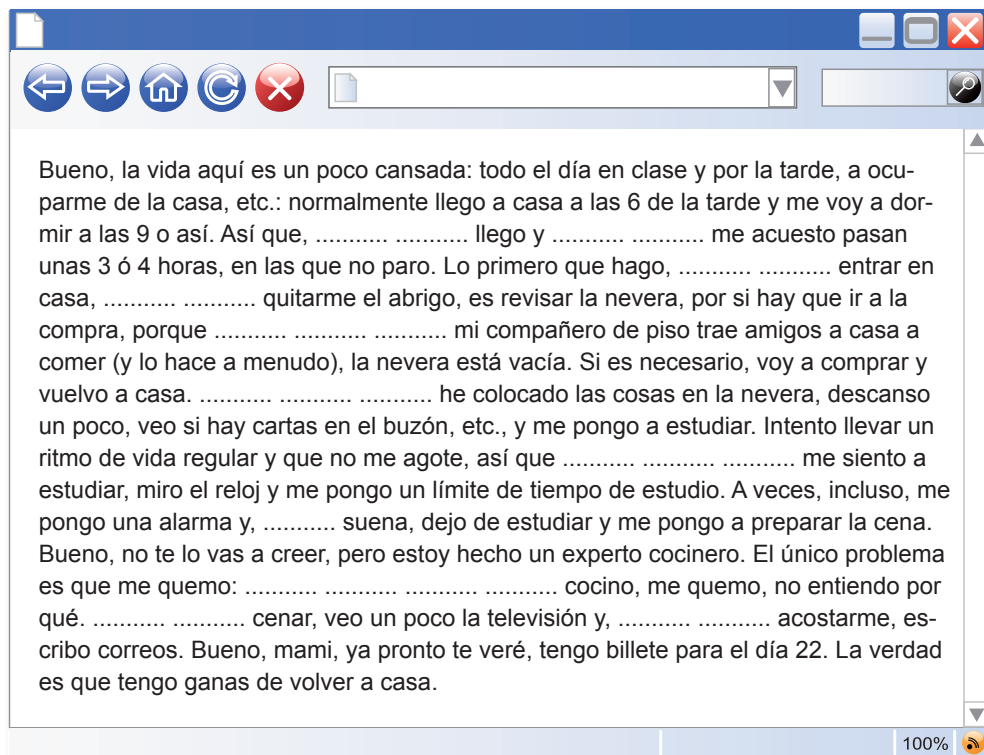 Bueno, la vida aquí es un poco cansada: todo el día en clase y por la tarde, a ocu-
parme de la casa, etc.: normalmente llego a casa a las 6 de la tarde y me voy a dor-
mir a las 9 o así. Así que, ........... ........... llego y ........... ........... me acuesto pasan
unas 3 ó 4 horas, en las que no paro. Lo primero que hago, ........... ........... entrar en
casa, ........... ........... quitarme el abrigo, es revisar la nevera, por si hay que ir a la
compra, porque ........... ........... ........... mi compañero de piso trae amigos a casa a
comer (y lo hace a menudo), la nevera está vacía. Si es necesario, voy a comprar y
vuelvo a casa. ........... ........... ........... he colocado las cosas en la nevera, descanso
un poco, veo si hay cartas en el buzón, etc., y me pongo a estudiar. Intento llevar un
ritmo de vida regular y que no me agote, así que ........... ........... ........... me siento a
estudiar, miro el reloj y me pongo un límite de tiempo de estudio. A veces, incluso, me
pongo una alarma y, ........... suena, dejo de estudiar y me pongo a preparar la cena.
Bueno, no te lo vas a creer, pero estoy hecho un experto cocinero. El único problema
es que me quemo: ........... ........... ........... ........... cocino, me quemo, no entiendo por
qué. ........... ........... cenar, veo un poco la televisión y, ........... ........... acostarme, es-
cribo correos. Bueno, mami, ya pronto te veré, tengo billete para el día 22. La verdad
es que tengo ganas de volver a casa.
100%